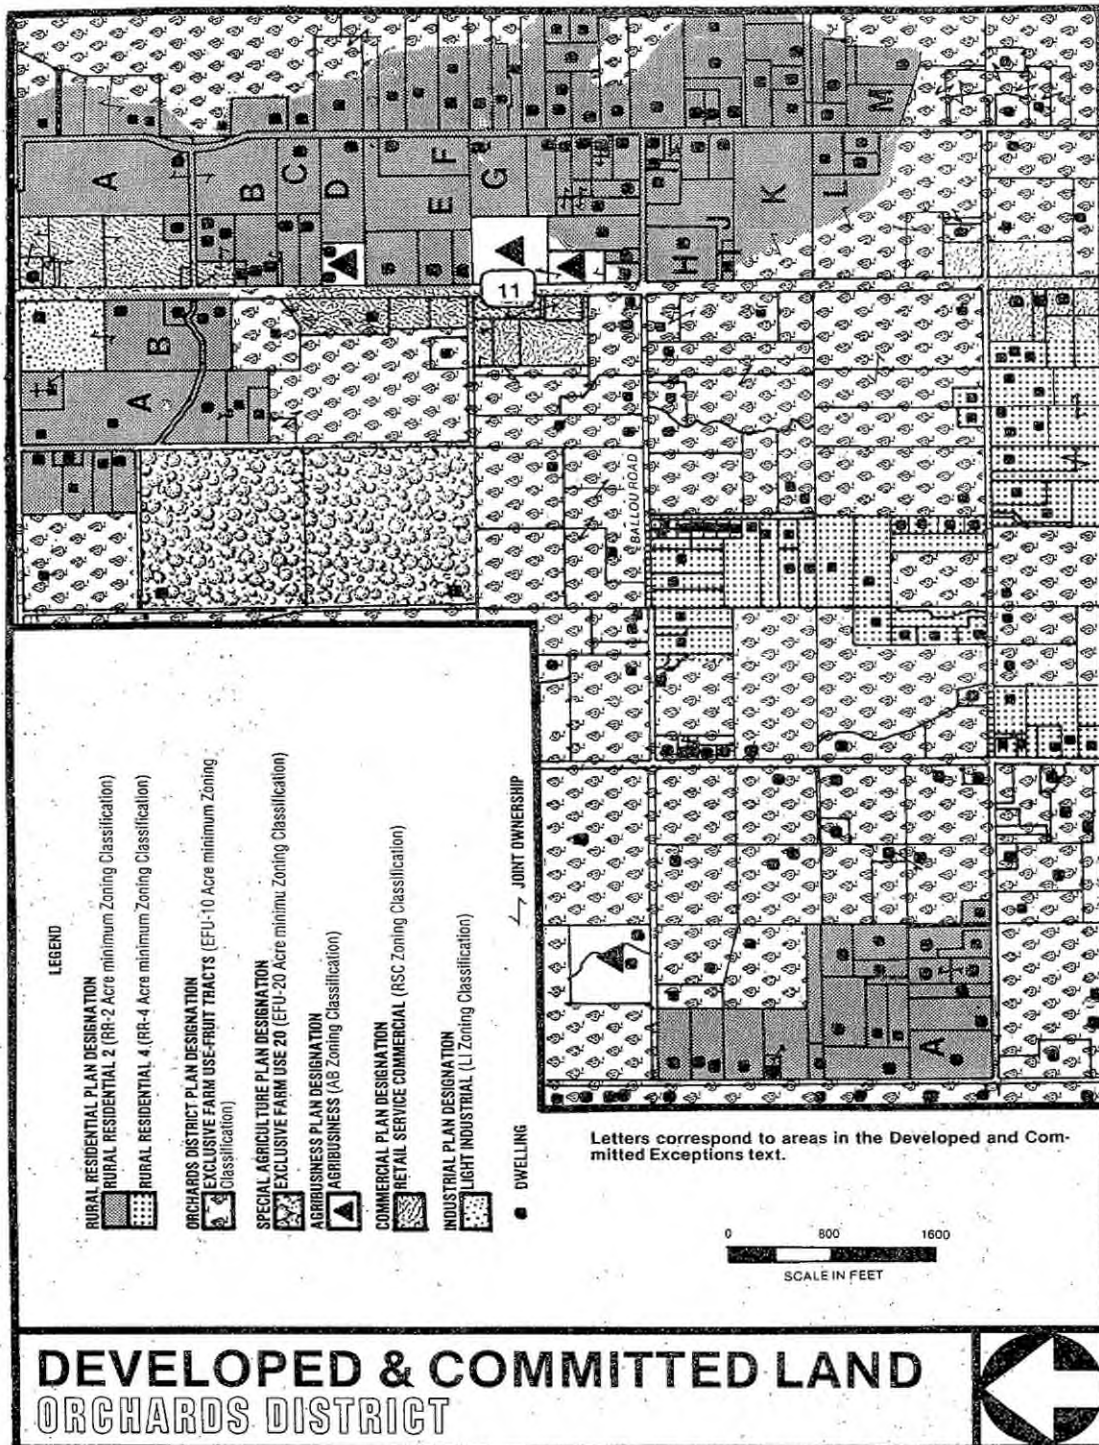 A
B
C
D
E
F
G
H
I
J
K
L
M
A
B
11
BALLOU ROAD
A
LEGEND
RURAL RESIDENTIAL PLAN DESIGNATION
RURAL RESIDENTIAL 2 (RR-2 Acre minimum Zoning Classification)
RURAL RESIDENTIAL 4 (RR-4 Acre minimum Zoning Classification)
ORCHARDS DISTRICT PLAN DESIGNATION
EXCLUSIVE FARM USE-FRUIT TRACTS (EFU-10 Acre minimum Zoning
Classification)
SPECIAL AGRICULTURE PLAN DESIGNATION
EXCLUSIVE FARM USE 20 (EFU-20) Acre minimu Zoning Classification)
AGRIBUSINESS PLAN DESIGNATION
AGRIBUSINESS (AB Zoning Classification)
COMMERCIAL PLAN DESIGNATION
RETAIL SERVICE COMMERCIAL (RSC Zoning Classification)
INDUSTRIAL PLAN DESIGNATION
LIGHT INDUSTRIAL (LI Zoning Classification)
DWELLING
JOINT OWNERSHIP
Letters correspond to areas in the Developed and Com-
mitted Exceptions text.
0 800 1600
SCALE IN FEET
DEVELOPED & COMMITTED LAND
ORCHARDS DISTRICT